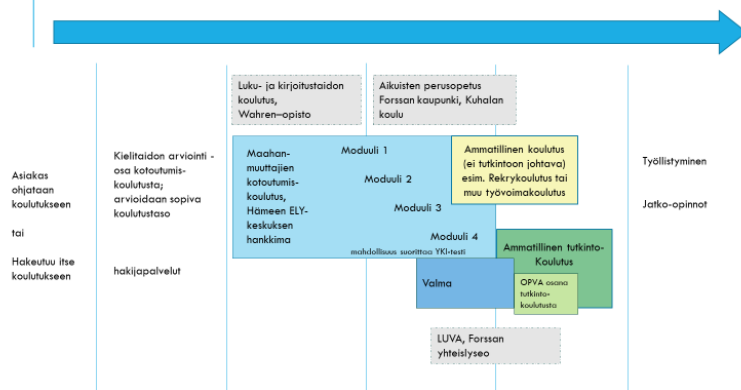 Asiakas
ohjataan
koulutukseen
tai
Hakeutuu itse
koulutukseen
Kielitaidon arviointi -
osa kotoutumis-
koulutusta;
arvioidaan sopiva
koulutustaso
hakijapalvelut
Luku- ja kirjoitustaidon
koulutus,
Wahren–opisto
Aikuisten perusopetus
Forssan kaupunki, Kuhalan
koulu
Maahan-
muuttajien
kotoutumis-
koulutus,
Hämeen ELY-
keskuksen
hankkima
Moduuli 1
Moduuli 2
Moduuli 3
Moduuli 4
mahdollisuus suorittaa YKI-testi
Ammatillinen koulutus
(ei tutkintoon johtava)
esim. Rekrykoulutus tai
muu työvoimakoulutus
Ammatillinen tutkinto-
Koulutus
Valma
OPVA osana
tutkinto-
koulutusta
LUVA, Forssan
yhteislyseo
Työllistyminen
Jatko-opinnot